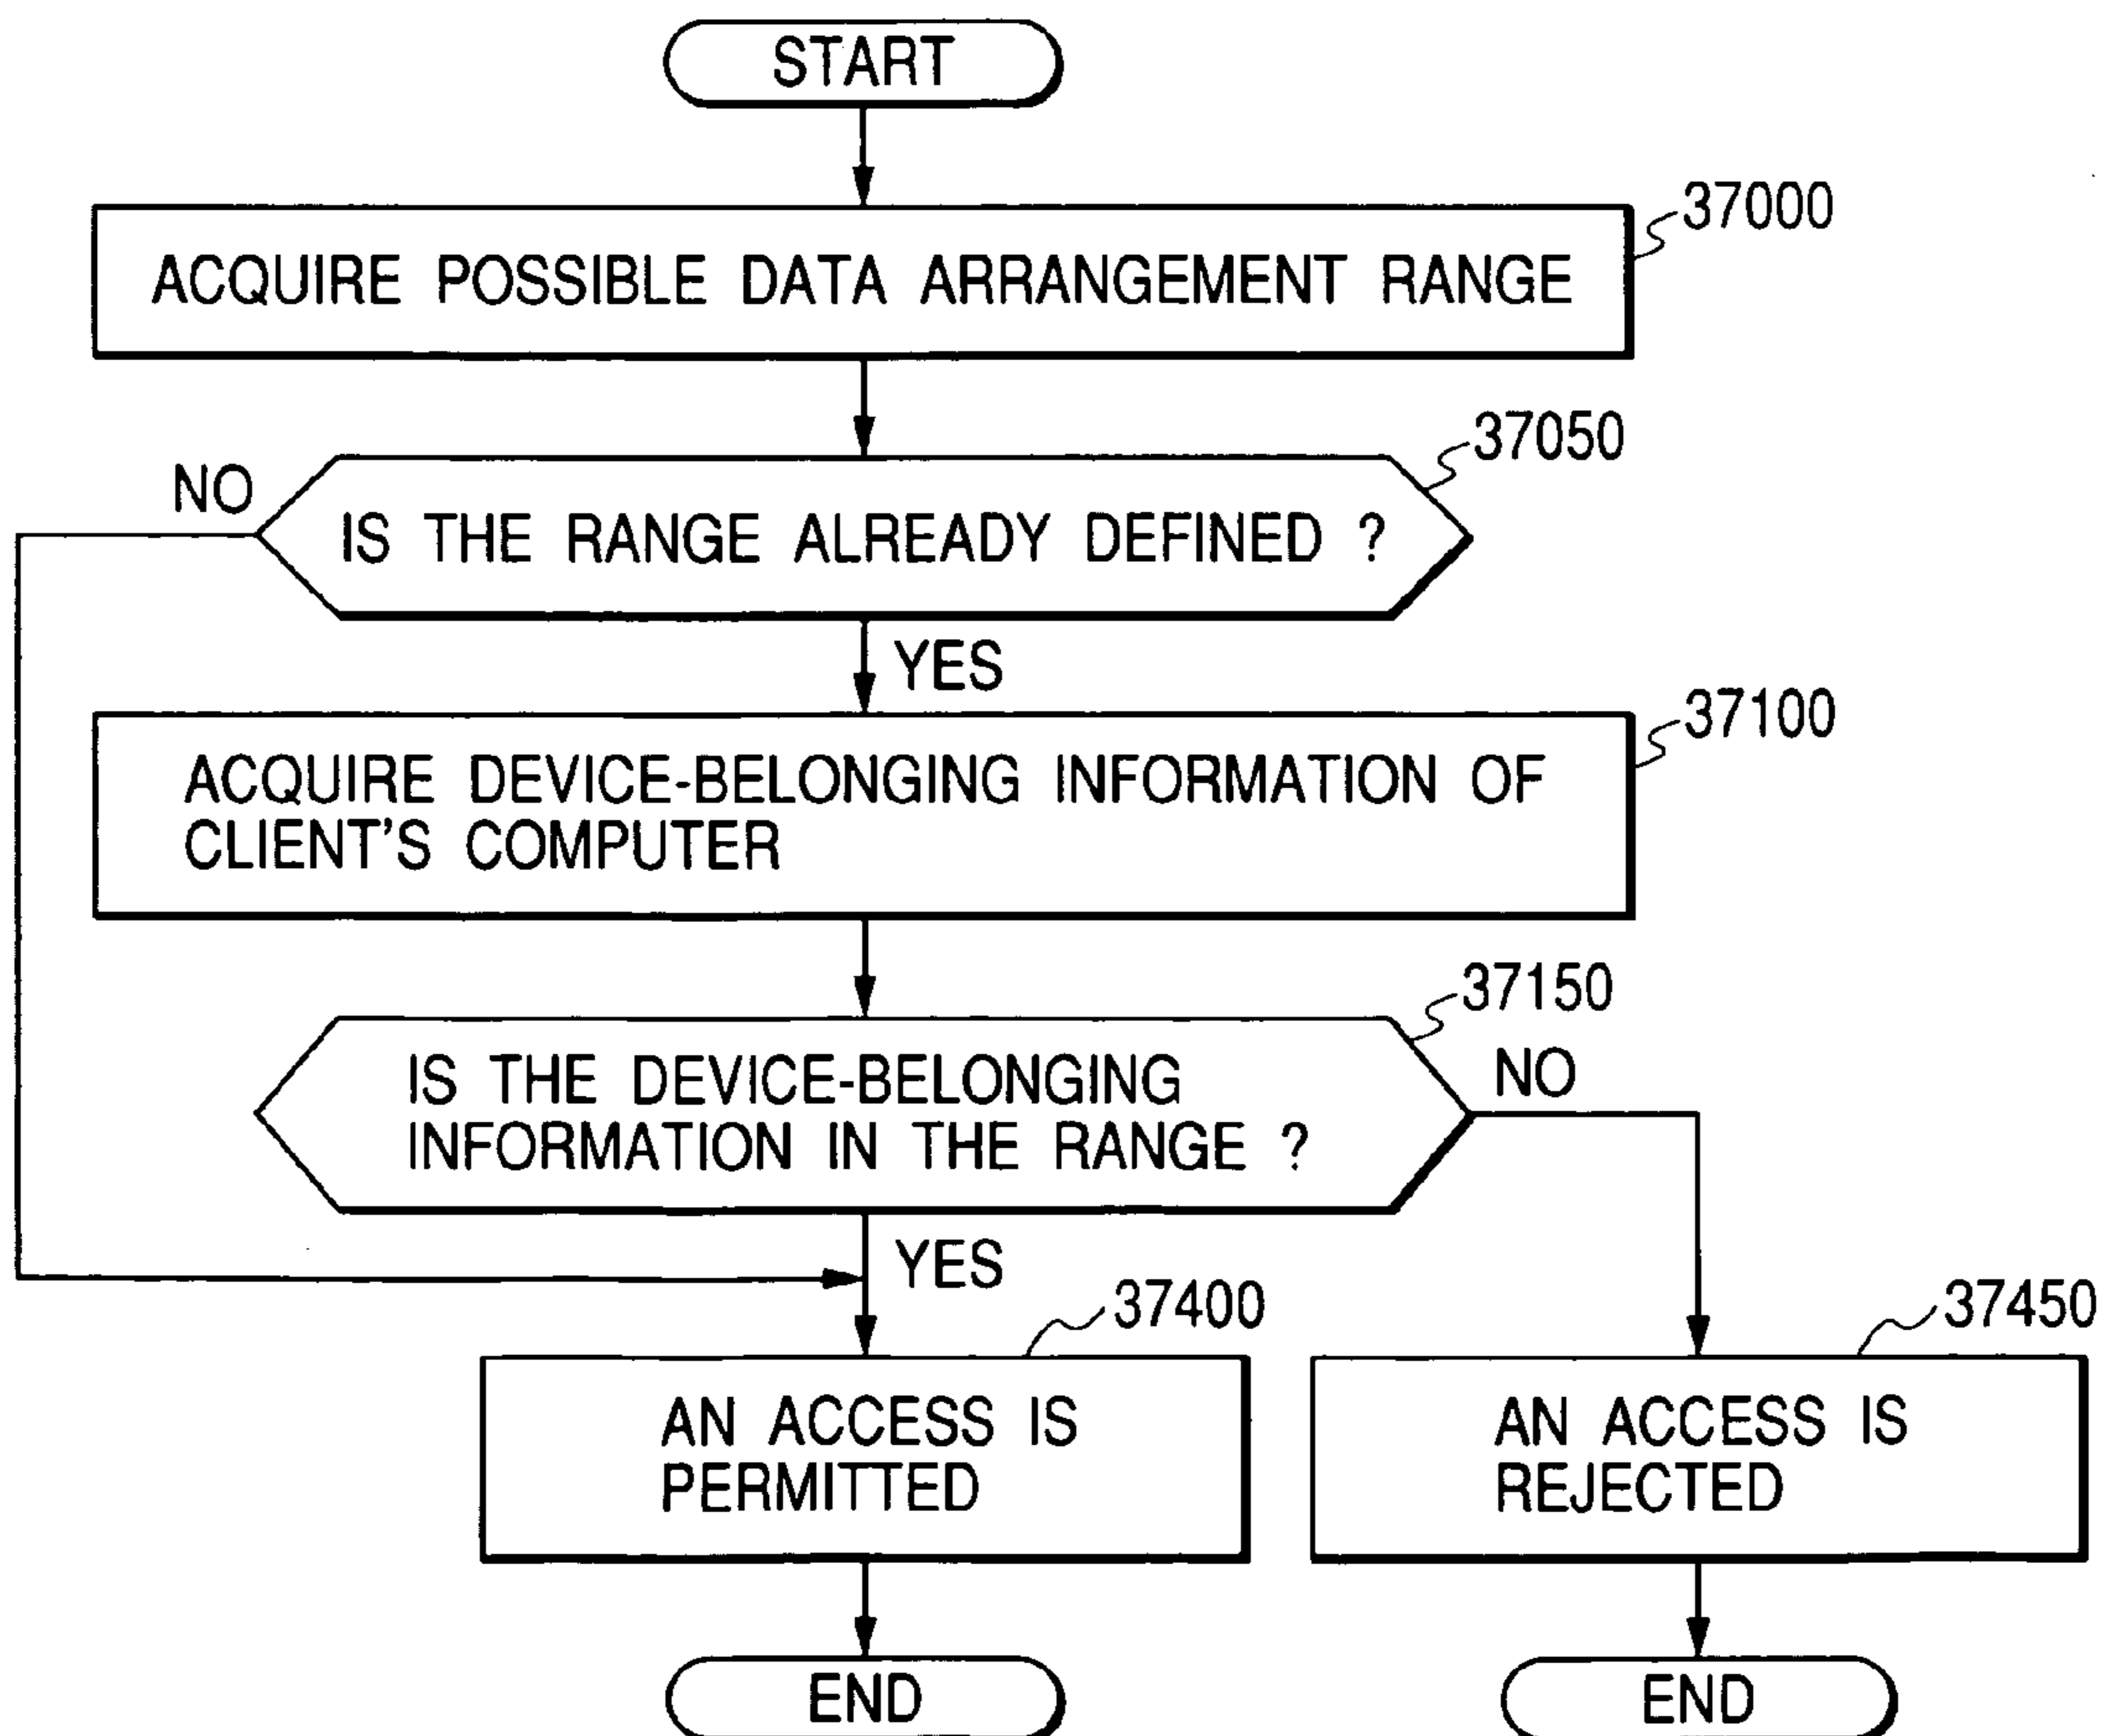 START
37000
ACQUIRE POSSIBLE DATA ARRANGEMENT RANGE
37050
NO
IS THE RANGE ALREADY DEFINED ?
YES
37100
ACQUIRE DEVICE-BELONGING INFORMATION OF
CLIENT'S COMPUTER
37150
IS THE DEVICE-BELONGING
INFORMATION IN THE RANGE ?
NO
YES
37400
AN ACCESS IS
PERMITTED
37450
AN ACCESS IS
REJECTED
END
END